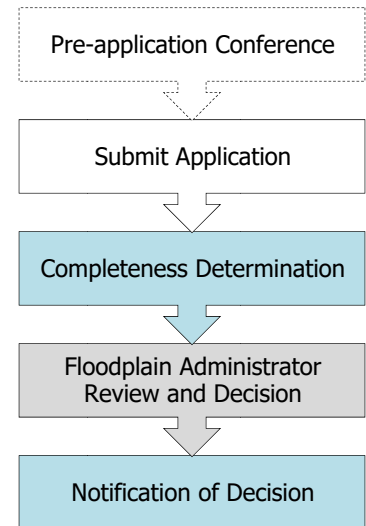 Pre-application Conference
Submit Application
Completeness Determination
Floodplain Administrator
Review and Decision
Notification of Decision